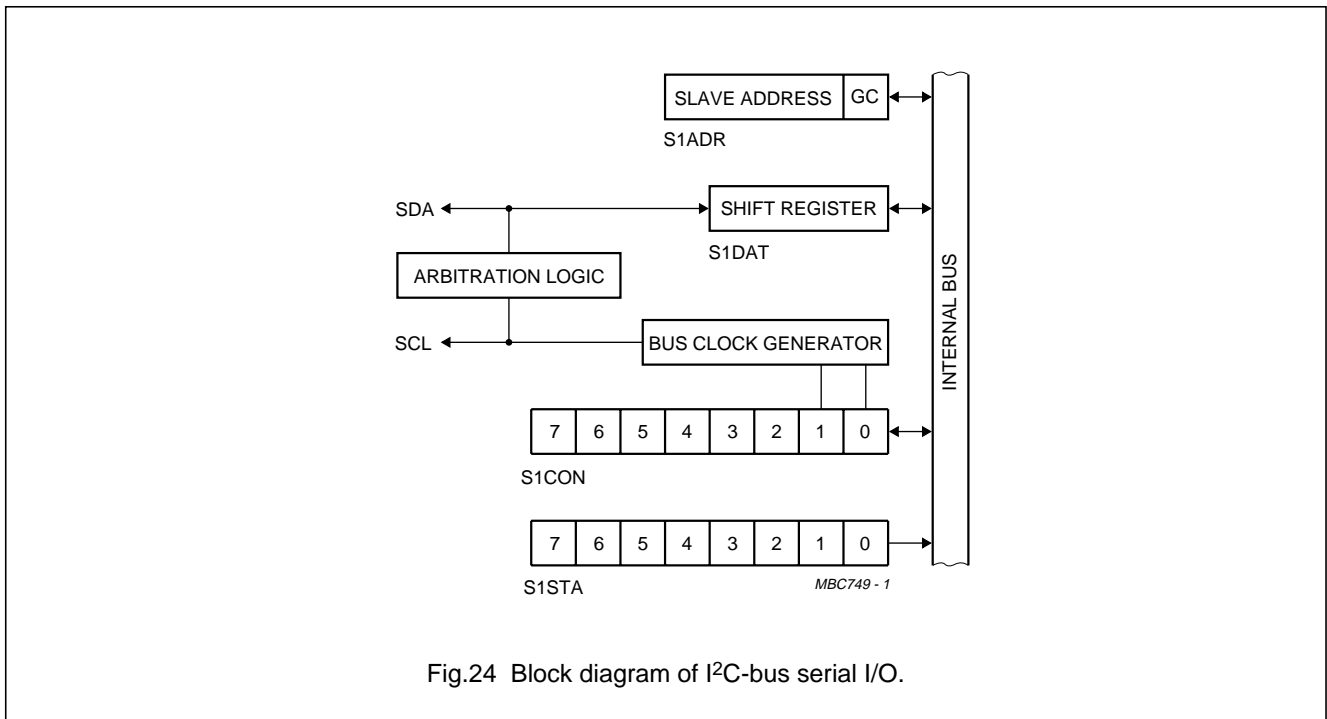 SLAVE ADDRESS GC
S1ADR
SDA SHIFT REGISTER
S1DAT
ARBITRATION LOGIC
SCL BUS CLOCK GENERATOR
INTERNAL BUS
7 6 5 4 3 2 1 0
S1CON
7 6 5 4 3 2 1 0
S1STA
MBC749 - 1
Fig.24 Block diagram of I²C-bus serial I/O.